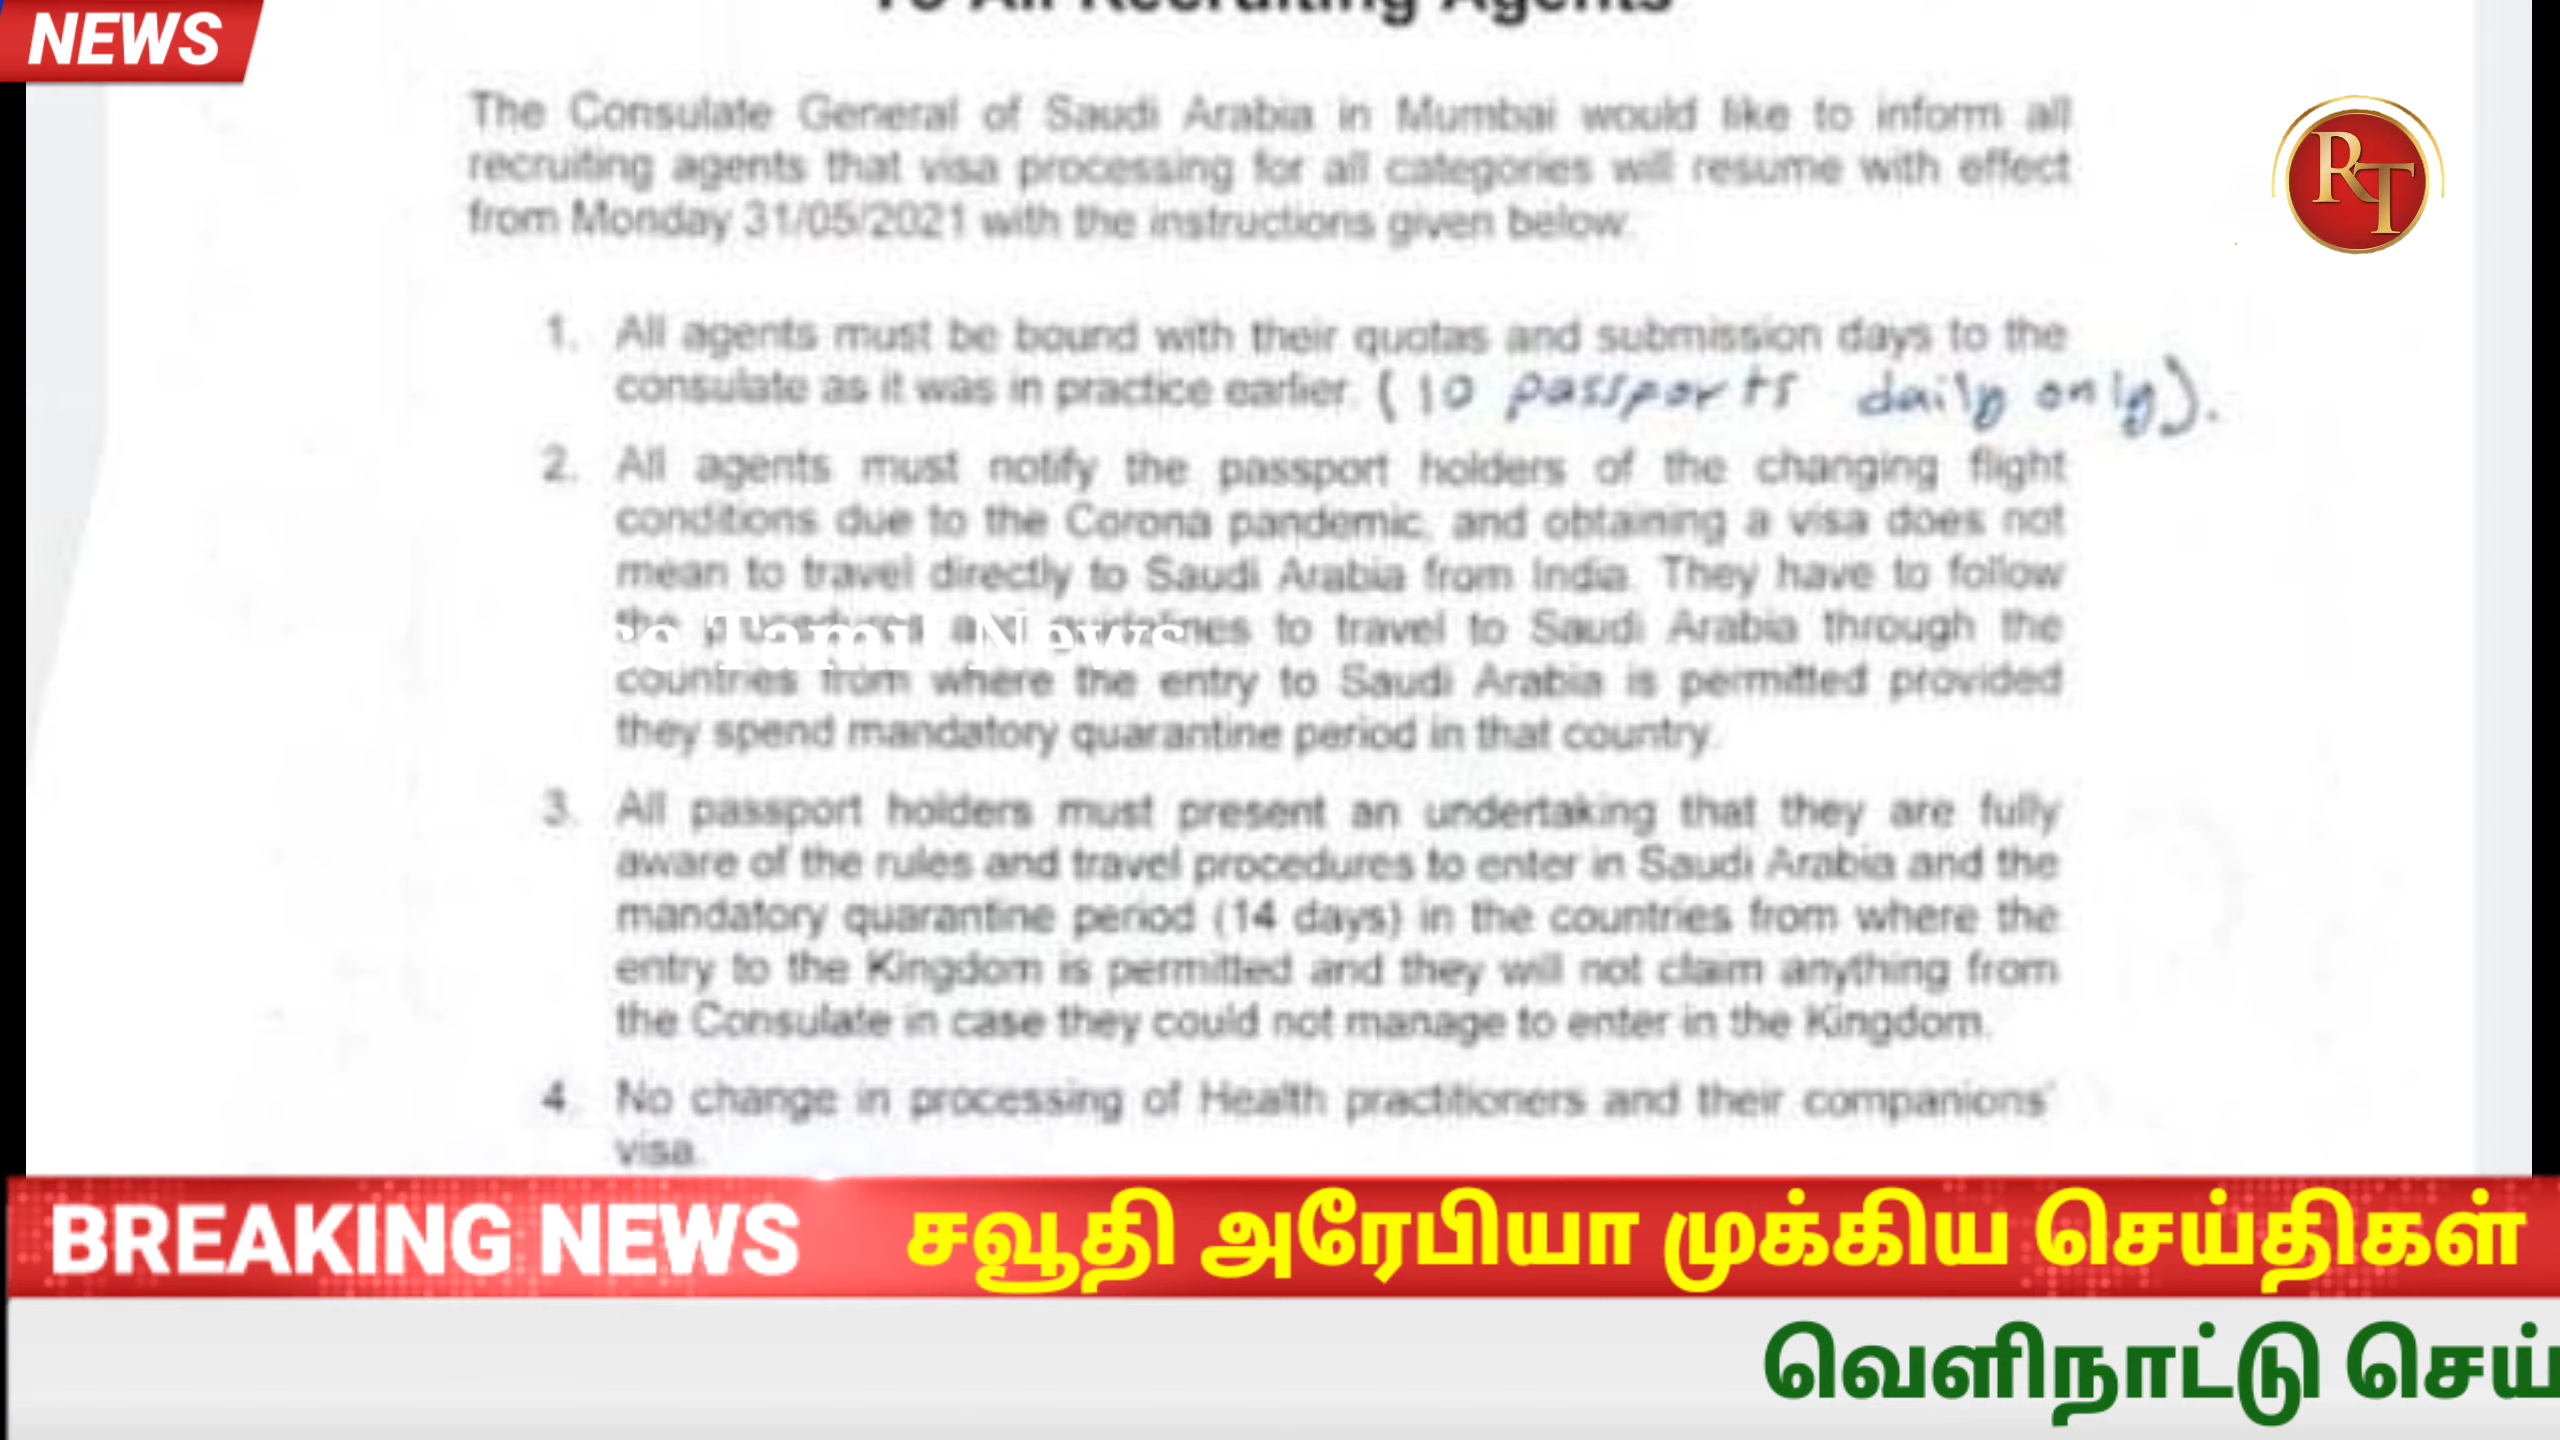 NEWS
To All Recruiting Agents
RT
The Consulate General of Saudi Arabia in Mumbai would like to inform all
recruiting agents that visa processing for all categories will resume with effect
from Monday 31/05/2021 with the instructions given below.
1. All agents must be bound with their quotas and submission days to the
consulate as it was in practice earlier. (10 passports daily only).
2. All agents must notify the passport holders of the changing flight
conditions due to the Corona pandemic, and obtaining a visa does not
mean to travel directly to Saudi Arabia from India. They have to follow
the and guidelines to travel to Saudi Arabia through the
Tamil News
countries from where the entry to Saudi Arabia is permitted provided
they spend mandatory quarantine period in that country.
3. All passport holders must present an undertaking that they are fully
aware of the rules and travel procedures to enter in Saudi Arabia and the
mandatory quarantine period (14 days) in the countries from where the
entry to the Kingdom is permitted and they will not claim anything from
the Consulate in case they could not manage to enter in the Kingdom.
4. No change in processing of Health practitioners and their companions'
visa.
BREAKING NEWS சவூதி அரேபியா முக்கிய செய்திகள்
வெளிநாட்டு செய்